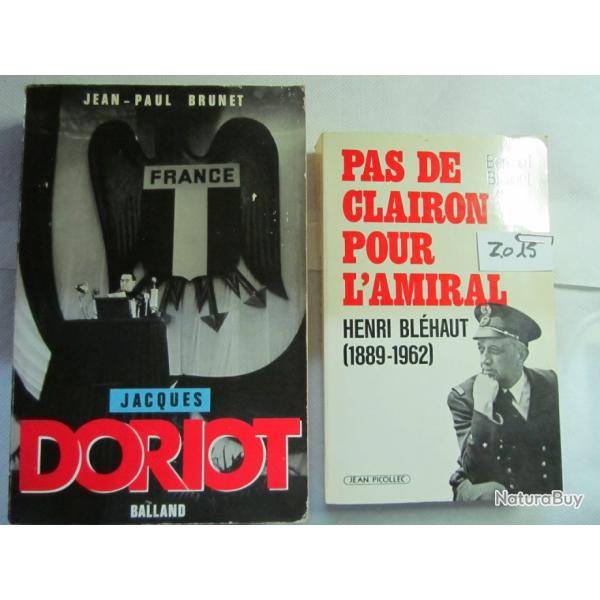 JEAN-PAUL BRUNET
FRANCE
JACQUES
DORIOT
BALLAND
PAS DE
CLAIRON
POUR
L'AMIRAL
HENRI BLÉHAUT
(1889-1962)
JEAN PICOLLEC
NaturaBuy